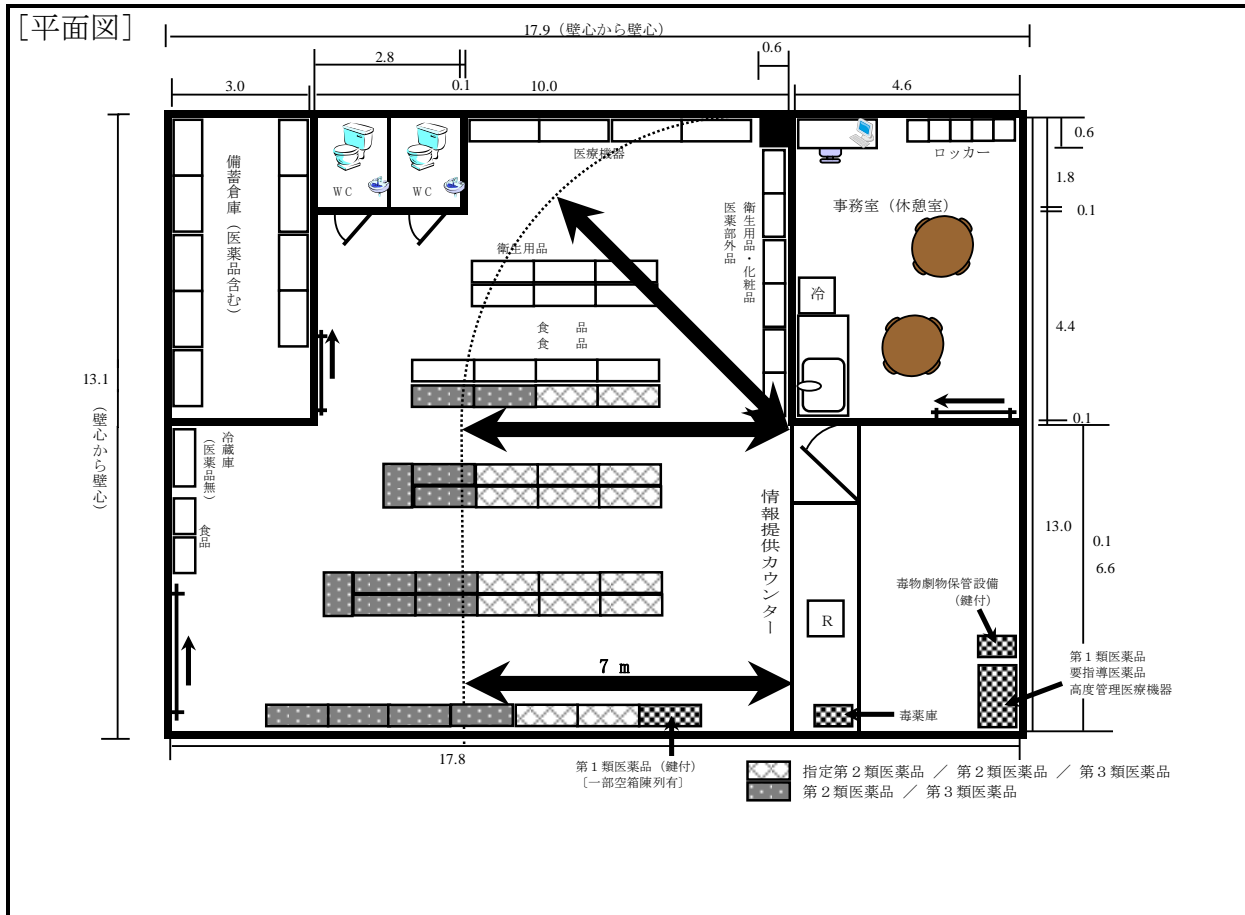 ［平面図］
17.9（壁心から壁心）
0.6
2.8
3.0
0.1
10.0
4.6
備蓄倉庫（医薬品含む）
WC
WC
医療機器
衛生用品・化粧品
医薬部外品
ロッカー
0.6
1.8
0.1
事務室（休憩室）
衛生用品
冷
食　品
食　品
4.4
13.1
（壁心から壁心）
0.1
冷蔵庫
（医薬品無）
食品
情報提供カウンター
13.0
0.1
6.6
毒物劇物保管設備
（鍵付）
R
7 m
第１類医薬品
要指導医薬品
高度管理医療機器
毒薬庫
17.8
第１類医薬品（鍵付）
〔一部空箱陳列有〕
指定第２類医薬品 ／ 第２類医薬品 ／ 第３類医薬品
第２類医薬品 ／ 第３類医薬品